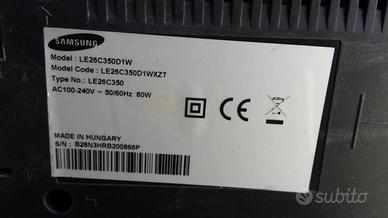 SAMSUNG
Model : LE26C350D1W
Model Code : LE26C350D1WXZT
Type No. : LE26C350
AC100-240V ~ 50/60Hz 80W
CE
MADE IN HUNGARY
S/N : B28N3HRB200866P
subito